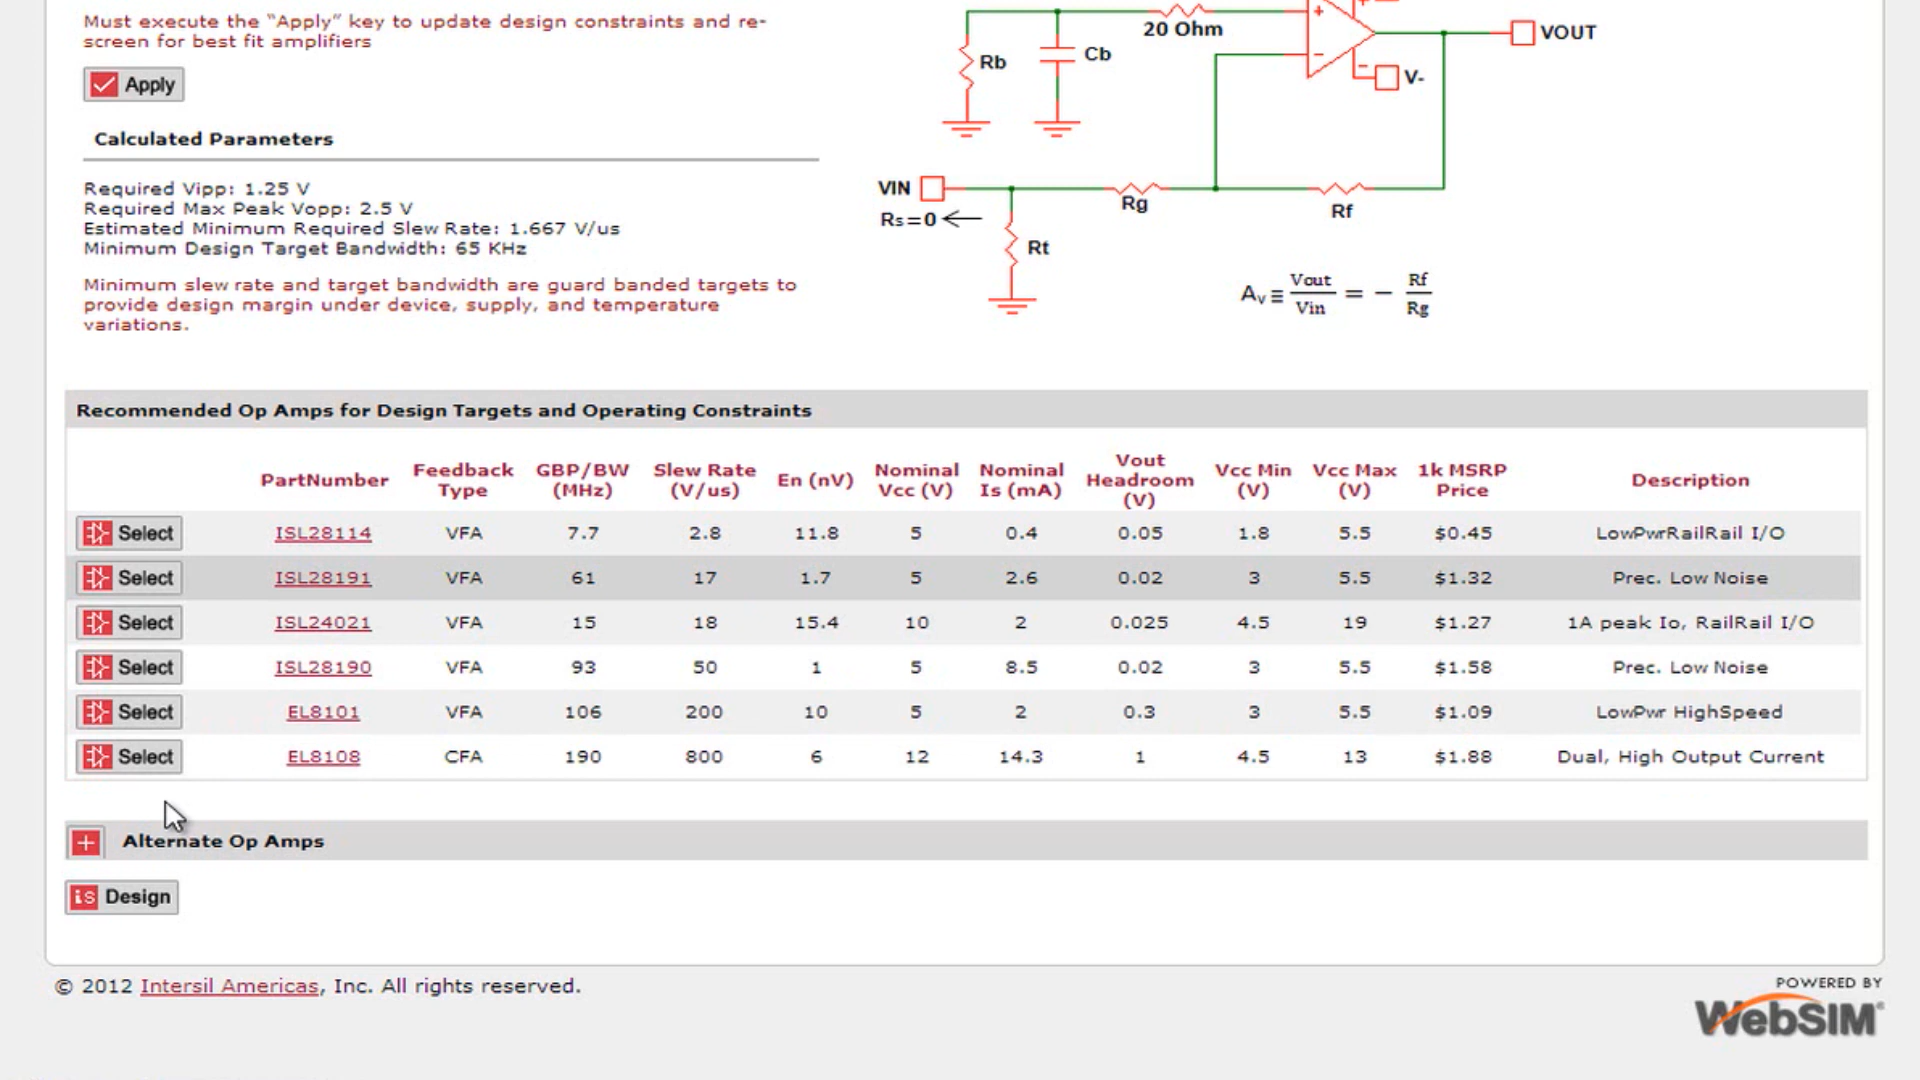 Must execute the “Apply” key to update design constraints and re-
screen for best fit amplifiers
Apply
Calculated Parameters
Required Vipp: 1.25 V
Required Max Peak Vopp: 2.5 V
Estimated Minimum Required Slew Rate: 1.667 V/us
Minimum Design Target Bandwidth: 65 KHz
Minimum slew rate and target bandwidth are guard banded targets to
provide design margin under device, supply, and temperature
variations.
20 Ohm
+
+
VOUT
Rb
Cb
-
-
V-
VIN
Rg
Rf
Rs=0
Rt
Av ≡ Vout/Vin = − Rf/Rg
Recommended Op Amps for Design Targets and Operating Constraints
PartNumber Feedback Type GBP/BW (MHz) Slew Rate (V/us) En (nV) Nominal Vcc (V) Nominal Is (mA) Vout Headroom (V) Vcc Min (V) Vcc Max (V) 1k MSRP Price Description
Select ISL28114 VFA 7.7 2.8 11.8 5 0.4 0.05 1.8 5.5 $0.45 LowPwrRailRail I/O
Select ISL28191 VFA 61 17 1.7 5 2.6 0.02 3 5.5 $1.32 Prec. Low Noise
Select ISL24021 VFA 15 18 15.4 10 2 0.025 4.5 19 $1.27 1A peak Io, RailRail I/O
Select ISL28190 VFA 93 50 1 5 8.5 0.02 3 5.5 $1.58 Prec. Low Noise
Select EL8101 VFA 106 200 10 5 2 0.3 3 5.5 $1.09 LowPwr HighSpeed
Select EL8108 CFA 190 800 6 12 14.3 1 4.5 13 $1.88 Dual, High Output Current
+ Alternate Op Amps
is Design
© 2012 Intersil Americas, Inc. All rights reserved.
POWERED BY
WebSIM®